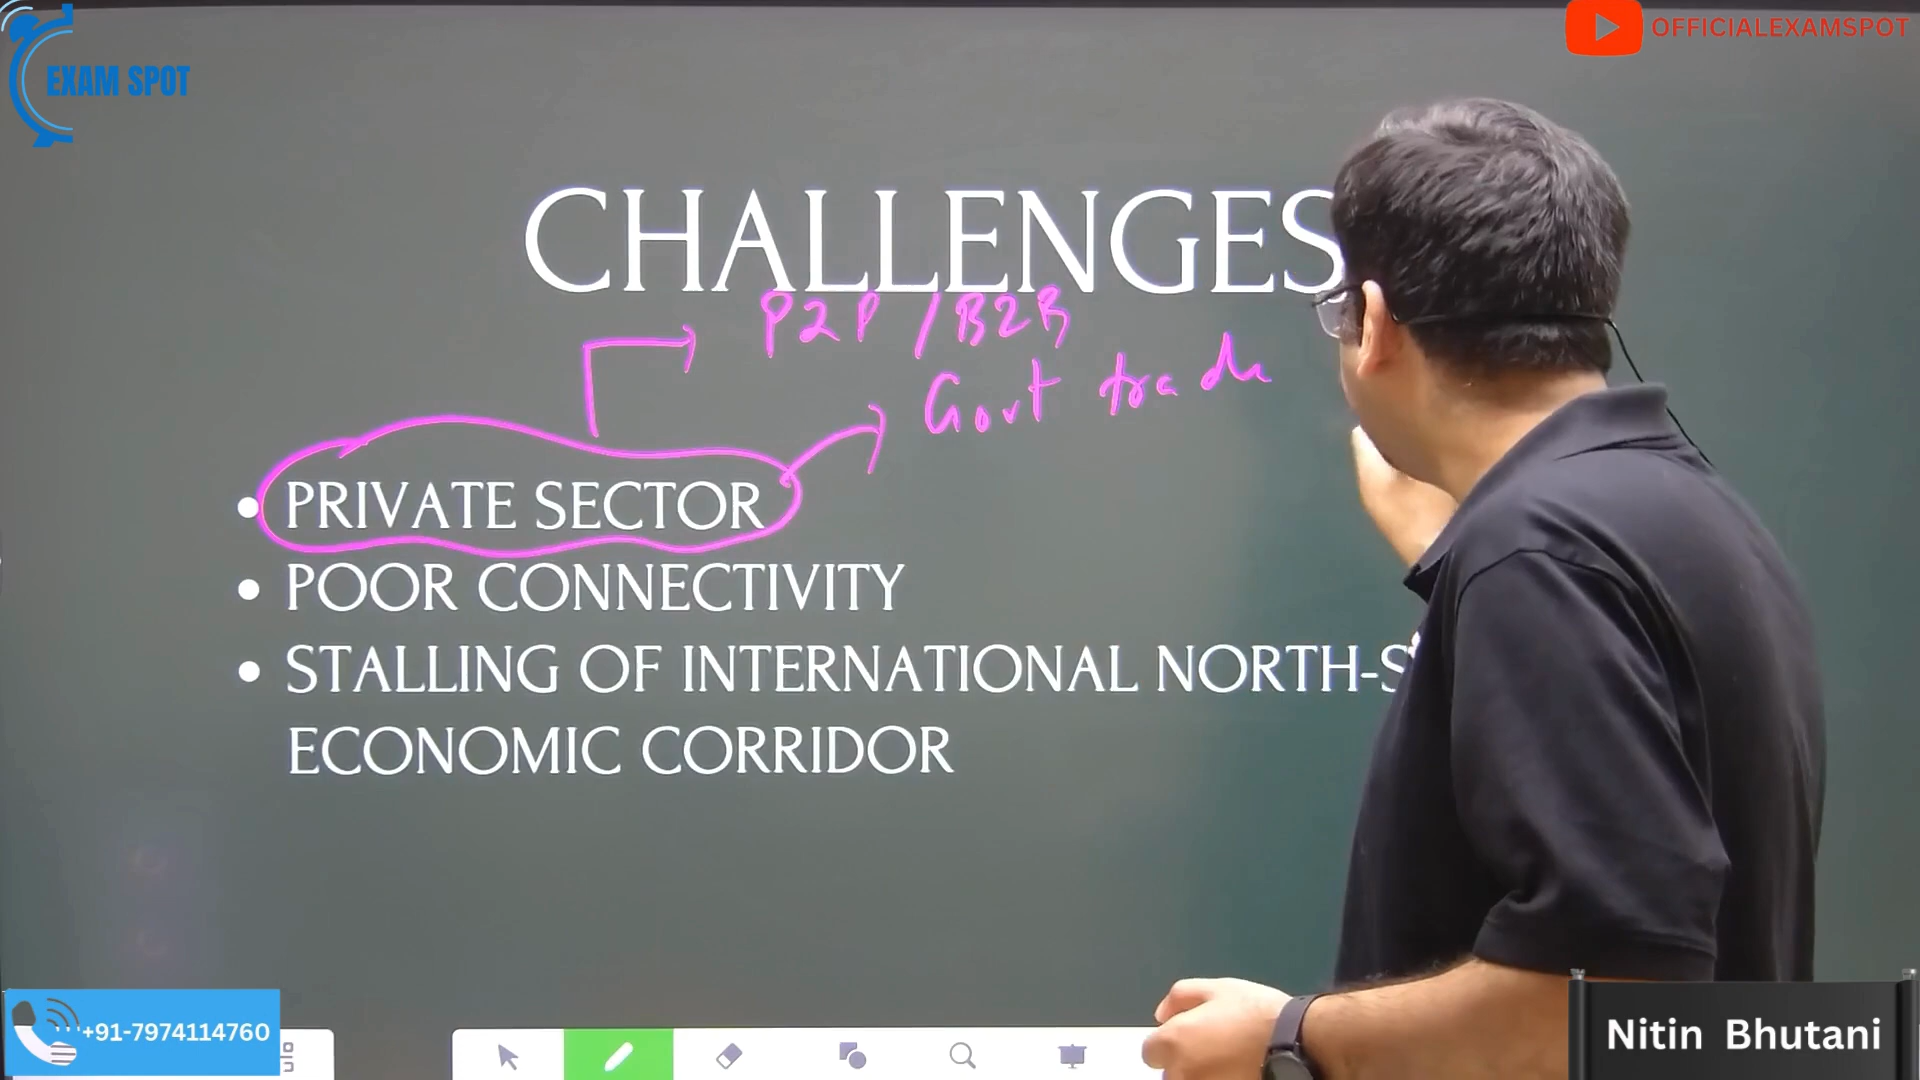 EXAM SPOT
OFFICIALEXAMSPOT
CHALLENGES
P2P / B2B
Govt trade
• PRIVATE SECTOR
• POOR CONNECTIVITY
• STALLING OF INTERNATIONAL NORTH-S
ECONOMIC CORRIDOR
+91-7974114760
Nitin Bhutani